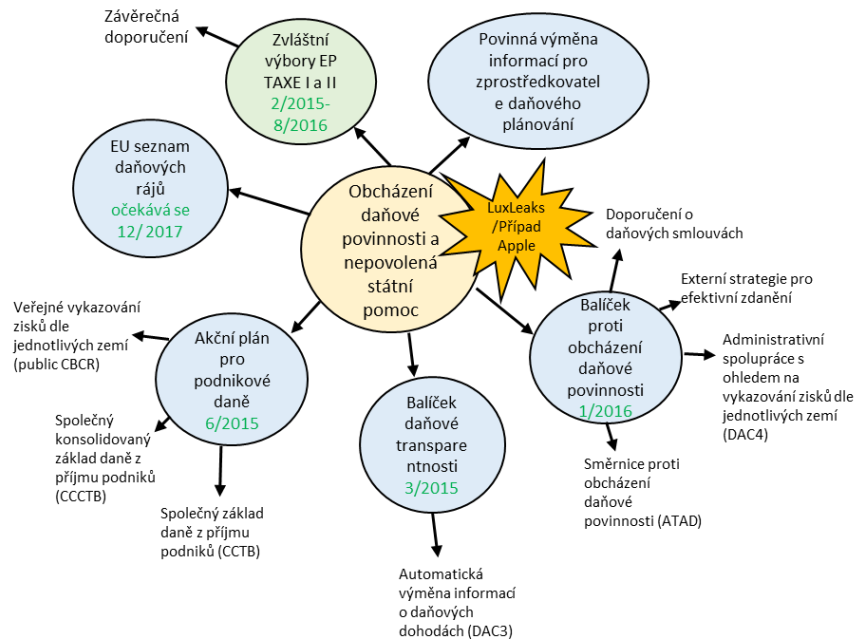 Závěrečná
doporučení
Zvláštní
výbory EP
TAXE I a II
2/2015-
8/2016
Povinná výměna
informací pro
zprostředkovatel
e daňového
plánování
EU seznam
daňových
rájů
očekává se
12/ 2017
Obcházení
daňové
povinnosti a
nepovolená
státní
pomoc
LuxLeaks
/Případ
Apple
Doporučení o
daňových smlouvách
Externí strategie pro
efektivní zdanění
Balíček
proti
obcházení
daňové
povinnosti
1/2016
Administrativní
spolupráce s
ohledem na
vykazování zisků dle
jednotlivých zemí
(DAC4)
Směrnice proti
obcházení
daňové
povinnosti (ATAD)
Veřejné vykazování
zisků dle
jednotlivých zemí
(public CBCR)
Akční plán
pro
podnikové
daně
6/2015
Společný
konsolidovaný
základ daně z
příjmu podniků
(CCCTB)
Společný základ
daně z příjmu
podniků (CCTB)
Balíček
daňové
transpare
ntnosti
3/2015
Automatická
výměna informací
o daňových
dohodách (DAC3)